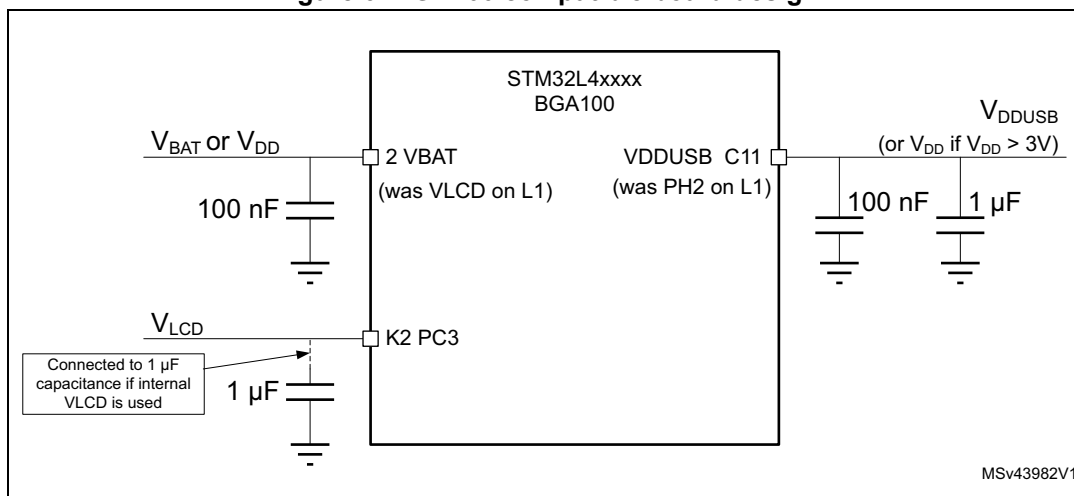 STM32L4xxxx
BGA100
V_BAT or V_DD
2 VBAT
(was VLCD on L1)
100 nF
VDDUSB C11
(was PH2 on L1)
V_DDUSB
(or V_DD if V_DD > 3V)
100 nF
1 µF
V_LCD
K2 PC3
Connected to 1 µF
capacitance if internal
VLCD is used
1 µF
MSv43982V1